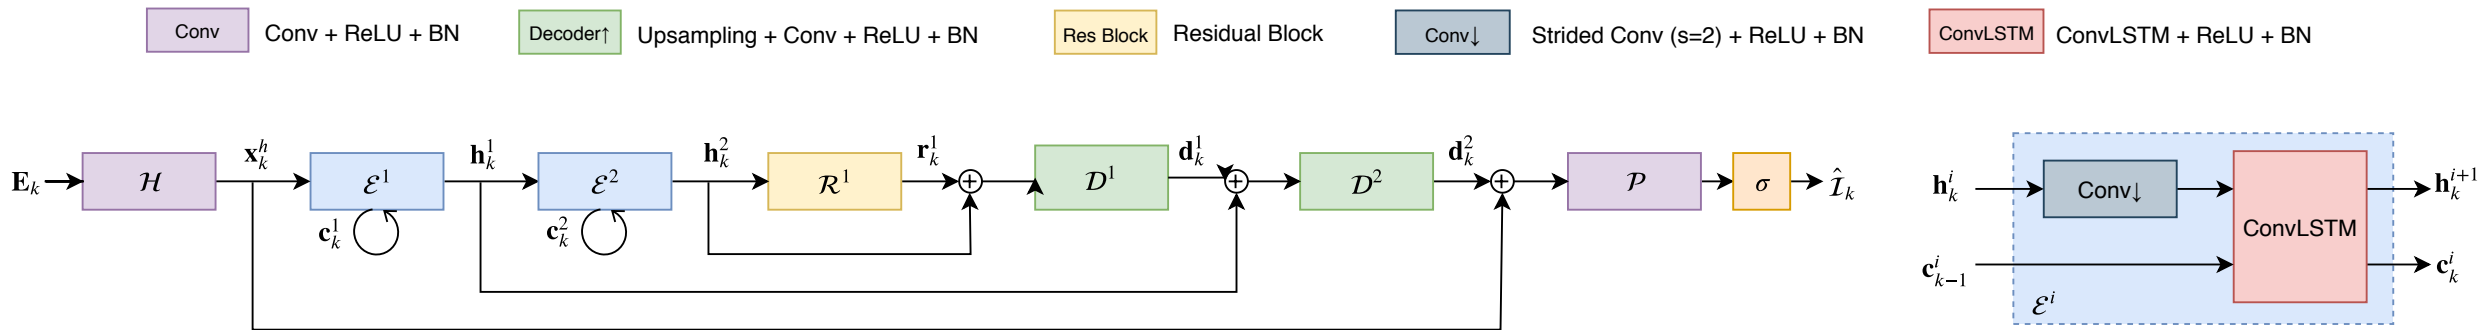 Conv Conv + ReLU + BN Decoder↑ Upsampling + Conv + ReLU + BN Res Block Residual Block Conv↓ Strided Conv (s=2) + ReLU + BN ConvLSTM ConvLSTM + ReLU + BN
E_k ℋ x_k^h ℰ^1 h_k^1 ℰ^2 h_k^2 ℛ^1 r_k^1 + 𝒟^1 d_k^1 + 𝒟^2 d_k^2 + 𝒫 σ ℐ̂_k
c_k^1 c_k^2
h_k^i Conv↓ ConvLSTM h_k^{i+1}
c_{k−1}^i c_k^i
ℰ^i